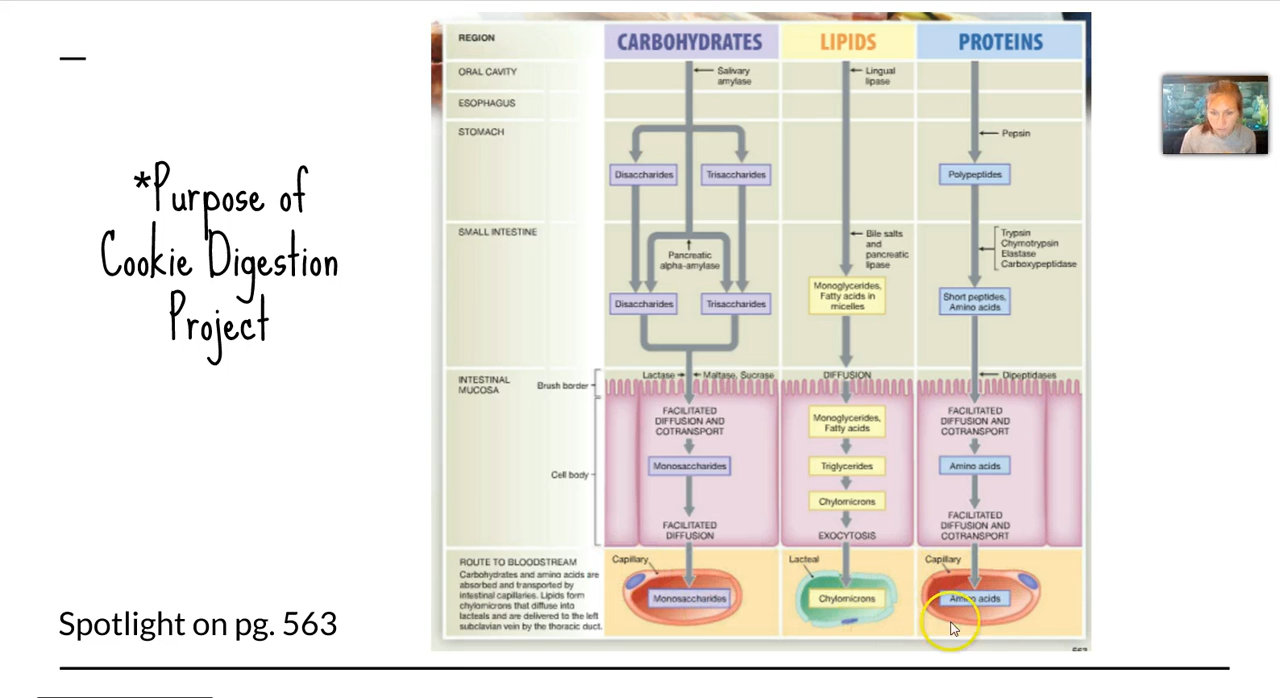 *Purpose of
Cookie Digestion
Project
Spotlight on pg. 563
REGION
CARBOHYDRATES
LIPIDS
PROTEINS
ORAL CAVITY
Salivary
amylase
Lingual
lipase
ESOPHAGUS
STOMACH
Pepsin
Disaccharides
Trisaccharides
Polypeptides
SMALL INTESTINE
Pancreatic
alpha-amylase
Bile salts
and
pancreatic
lipase
Trypsin
Chymotrypsin
Elastase
Carboxypeptidase
Disaccharides
Trisaccharides
Monoglycerides,
Fatty acids in
micelles
Short peptides,
Amino acids
INTESTINAL
MUCOSA
Brush border
Lactase
Maltase, Sucrase
DIFFUSION
Dipeptidases
Cell body
FACILITATED
DIFFUSION AND
COTRANSPORT
Monosaccharides
FACILITATED
DIFFUSION
Monoglycerides,
Fatty acids
Triglycerides
Chylomicrons
EXOCYTOSIS
FACILITATED
DIFFUSION AND
COTRANSPORT
Amino acids
FACILITATED
DIFFUSION AND
COTRANSPORT
ROUTE TO BLOODSTREAM
Carbohydrates and amino acids are
absorbed and transported by
intestinal capillaries. Lipids form
chylomicrons that diffuse into
lacteals and are delivered to the left
subclavian vein by the thoracic duct.
Capillary
Monosaccharides
Lacteal
Chylomicrons
Capillary
Amino acids